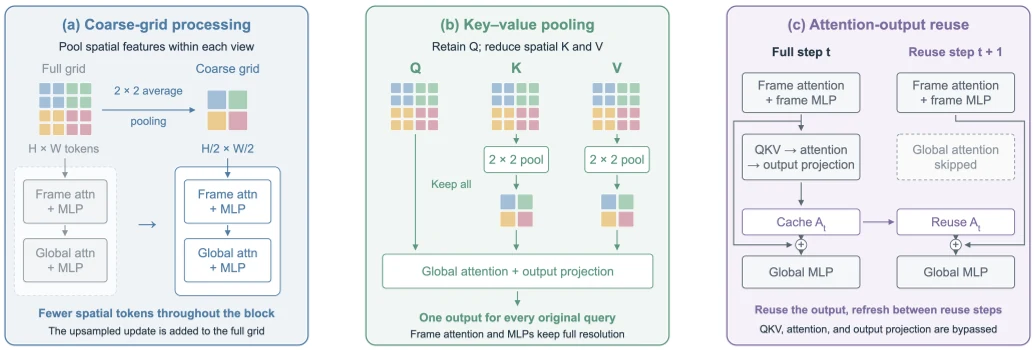 (a) Coarse-grid processing
Pool spatial features within each view
Full grid
Coarse grid
2 × 2 average
pooling
H × W tokens
H/2 × W/2
Frame attn
+ MLP
Global attn
+ MLP
→
Frame attn
+ MLP
Global attn
+ MLP
Fewer spatial tokens throughout the block
The upsampled update is added to the full grid
(b) Key–value pooling
Retain Q; reduce spatial K and V
Q
K
V
2 × 2 pool
2 × 2 pool
Keep all
Global attention + output projection
One output for every original query
Frame attention and MLPs keep full resolution
(c) Attention-output reuse
Full step t
Reuse step t + 1
Frame attention
+ frame MLP
Frame attention
+ frame MLP
QKV → attention
→ output projection
Global attention
skipped
Cache Aₜ
Reuse Aₜ
+
+
Global MLP
Global MLP
Reuse the output, refresh between reuse steps
QKV, attention, and output projection are bypassed